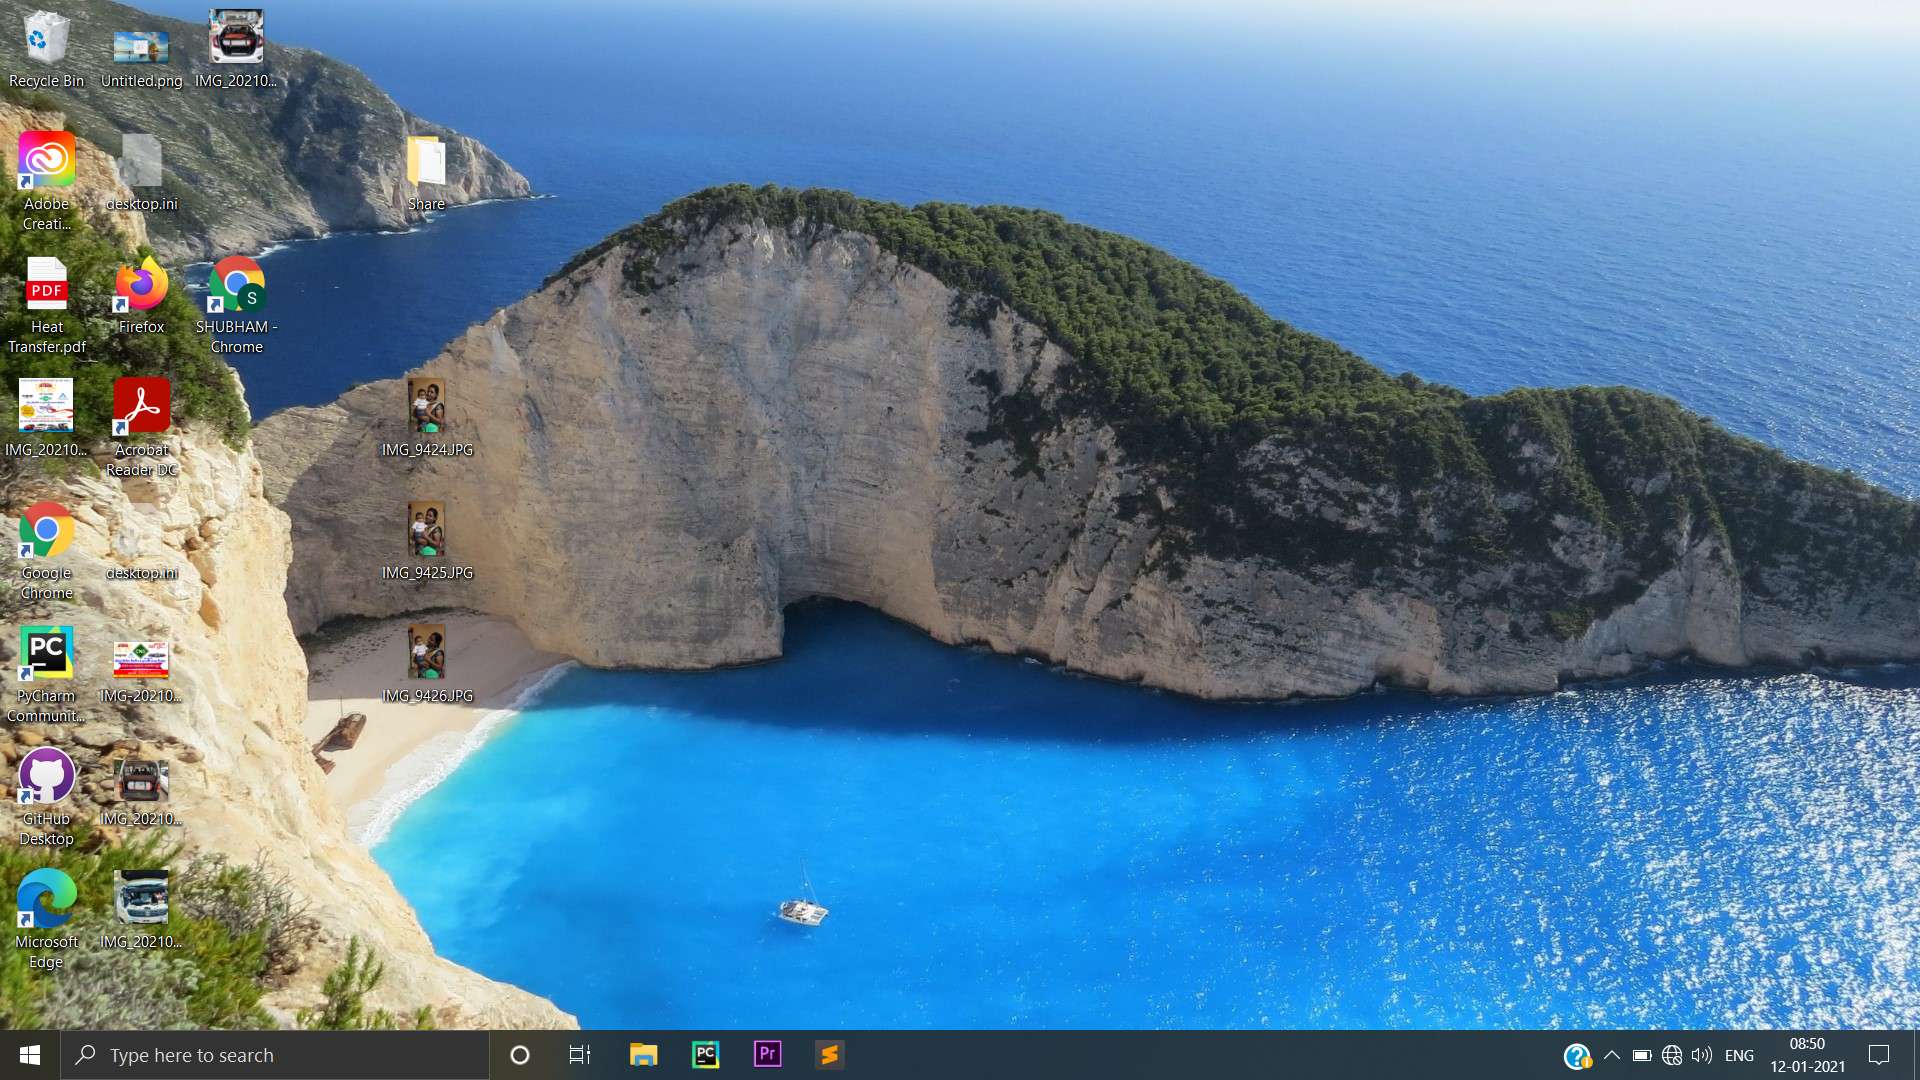 Recycle Bin
Untitled.png
IMG_20210...
Adobe
Creati...
desktop.ini
Share
PDF
Heat
Transfer.pdf
Firefox
S
SHUBHAM -
Chrome
IMG_20210...
Acrobat
Reader DC
IMG_9424.JPG
Google
Chrome
desktop.ini
IMG_9425.JPG
PC
PyCharm
Communit...
IMG-20210...
IMG_9426.JPG
GitHub
Desktop
IMG_20210...
Microsoft
Edge
IMG_20210...
Type here to search
PC
Pr
ENG
08:50
12-01-2021